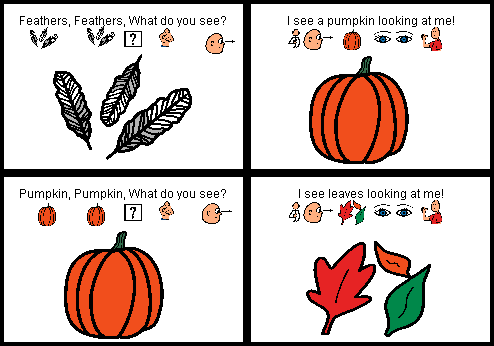 Feathers, Feathers, What do you see?
?
I see a pumpkin looking at me!
Pumpkin, Pumpkin, What do you see?
?
I see leaves looking at me!